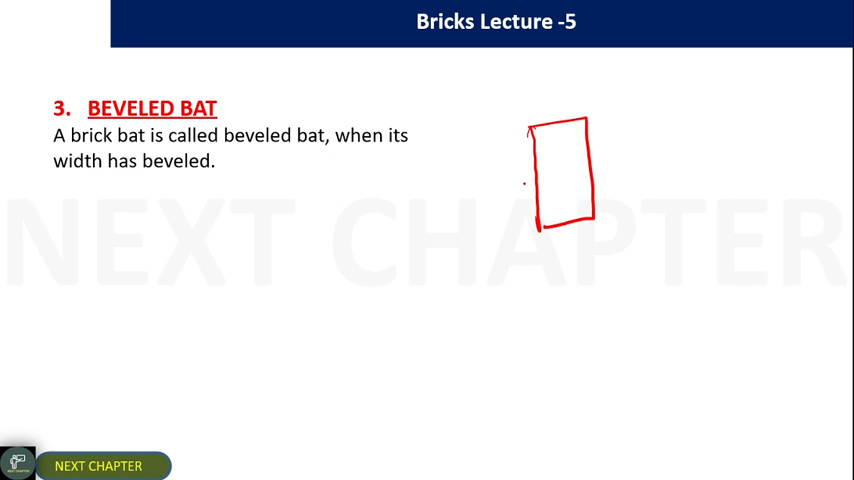 Bricks Lecture -5
3. BEVELED BAT
A brick bat is called beveled bat, when its
width has beveled.
NEXT CHAPTER
NEXT CHAPTER